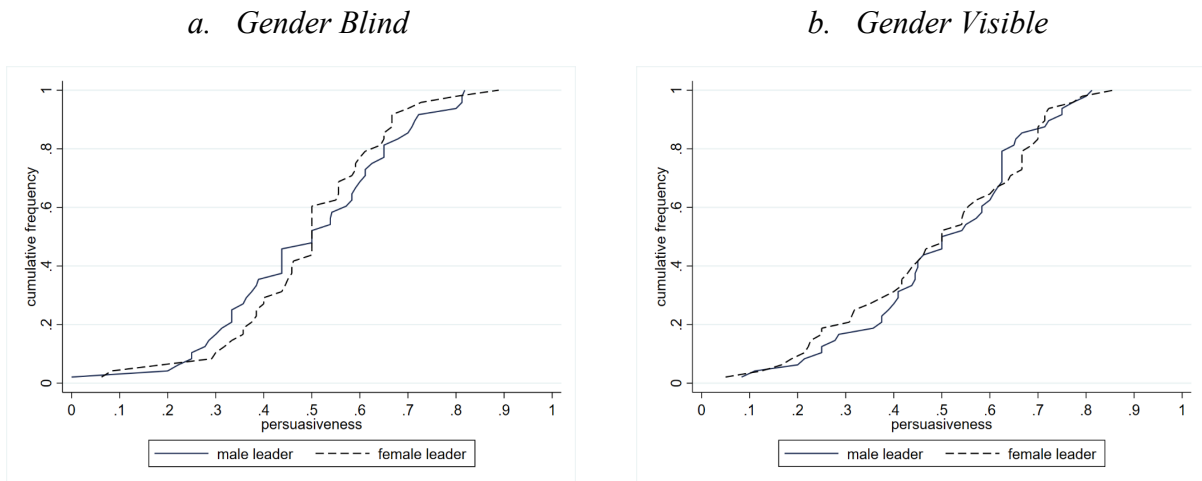 a. Gender Blind
cumulative frequency
0
.2
.4
.6
.8
1
0 .1 .2 .3 .4 .5 .6 .7 .8 .9 1
persuasiveness
male leader female leader
b. Gender Visible
cumulative frequency
0
.2
.4
.6
.8
1
0 .1 .2 .3 .4 .5 .6 .7 .8 .9 1
persuasiveness
male leader female leader